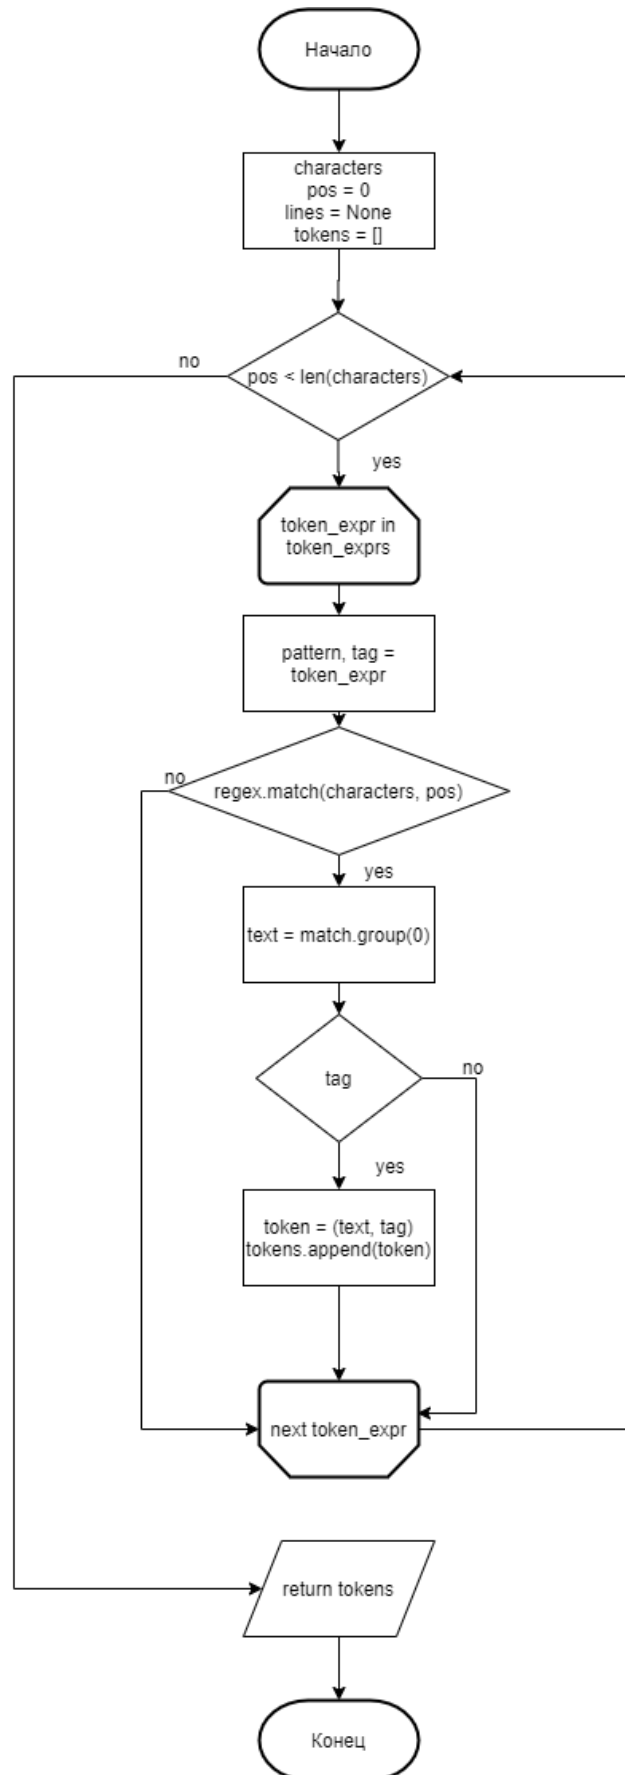 Начало
characters
pos = 0
lines = None
tokens = []
no
pos < len(characters)
yes
token_expr in
token_exprs
pattern, tag =
token_expr
no
regex.match(characters, pos)
yes
text = match.group(0)
tag
no
yes
token = (text, tag)
tokens.append(token)
next token_expr
return tokens
Конец